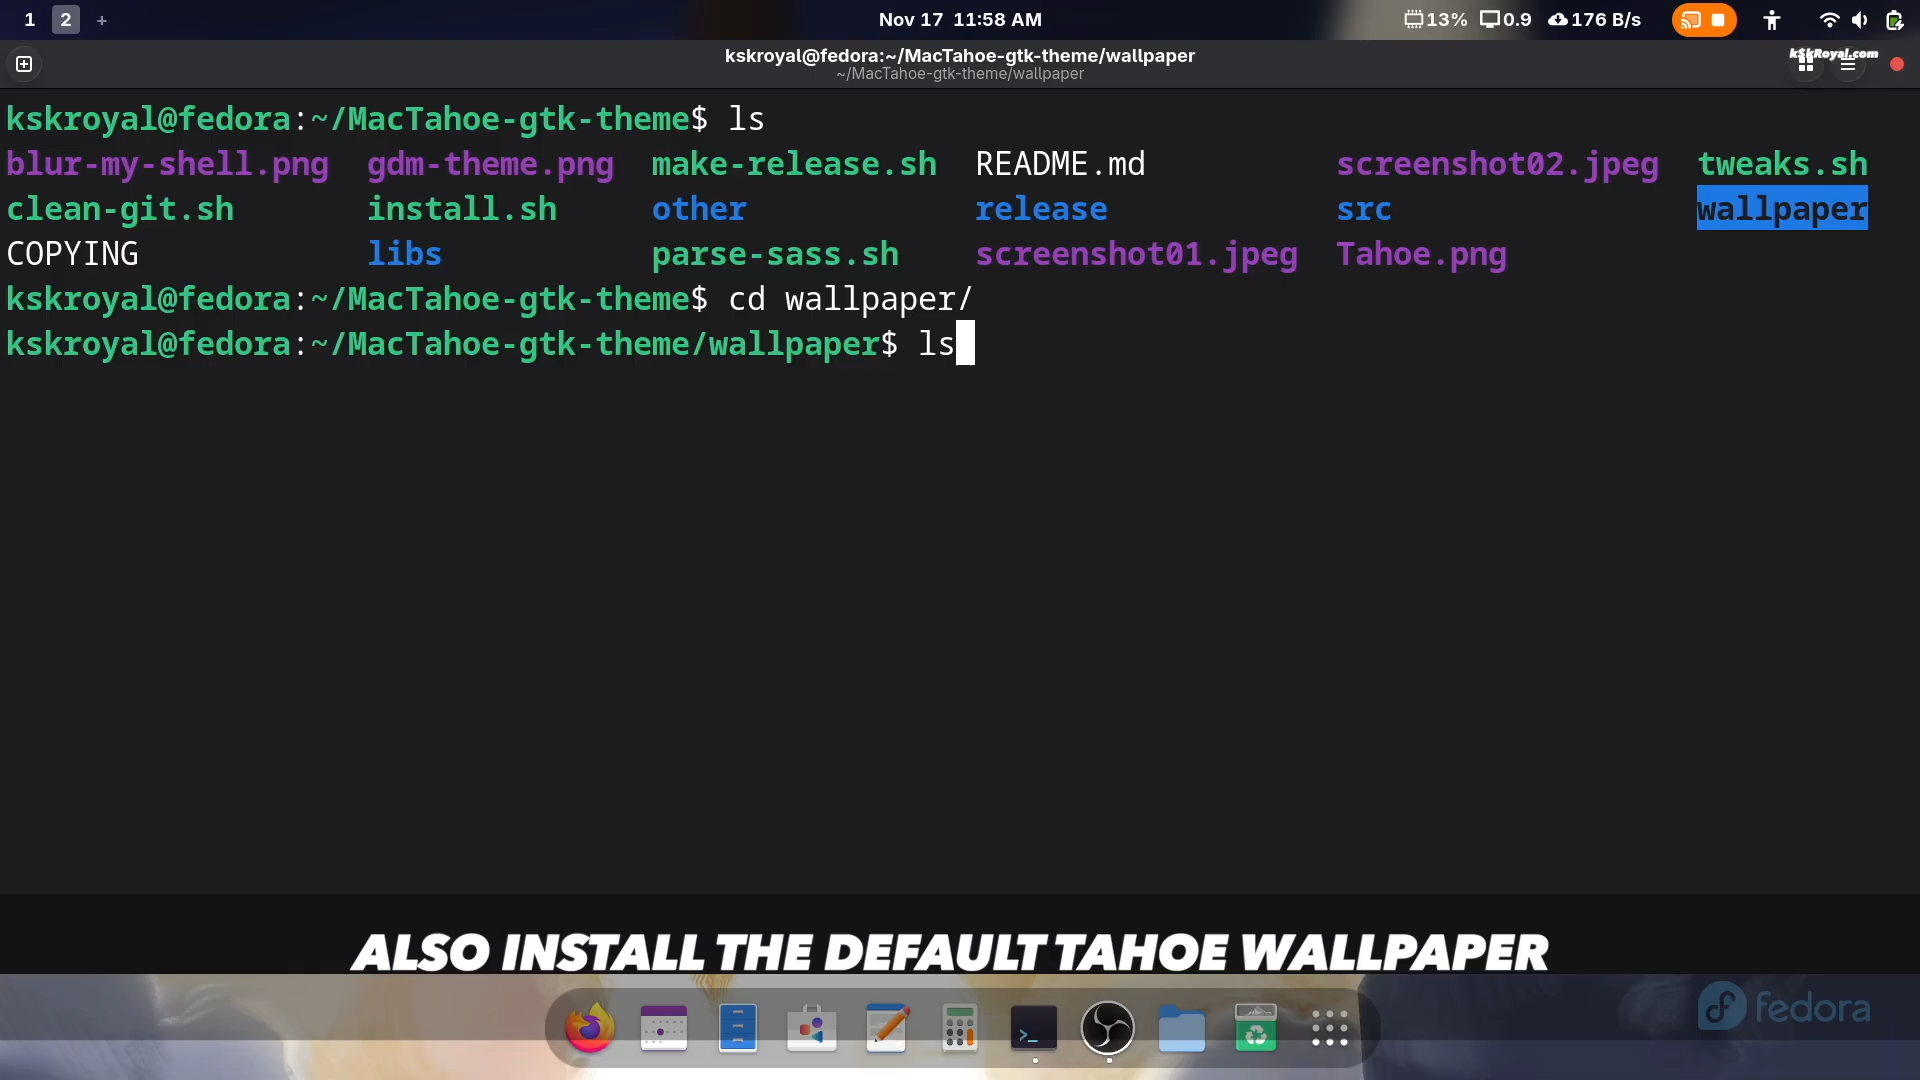 1 2 + Nov 17 11:58 AM 13% 0.9 176 B/s
kskroyal@fedora:~/MacTahoe-gtk-theme/wallpaper
~/MacTahoe-gtk-theme/wallpaper
kskRoyal.com
kskroyal@fedora:~/MacTahoe-gtk-theme$ ls
blur-my-shell.png gdm-theme.png make-release.sh README.md screenshot02.jpeg tweaks.sh
clean-git.sh install.sh other release src wallpaper
COPYING libs parse-sass.sh screenshot01.jpeg Tahoe.png
kskroyal@fedora:~/MacTahoe-gtk-theme$ cd wallpaper/
kskroyal@fedora:~/MacTahoe-gtk-theme/wallpaper$ ls
ALSO INSTALL THE DEFAULT TAHOE WALLPAPER
fedora